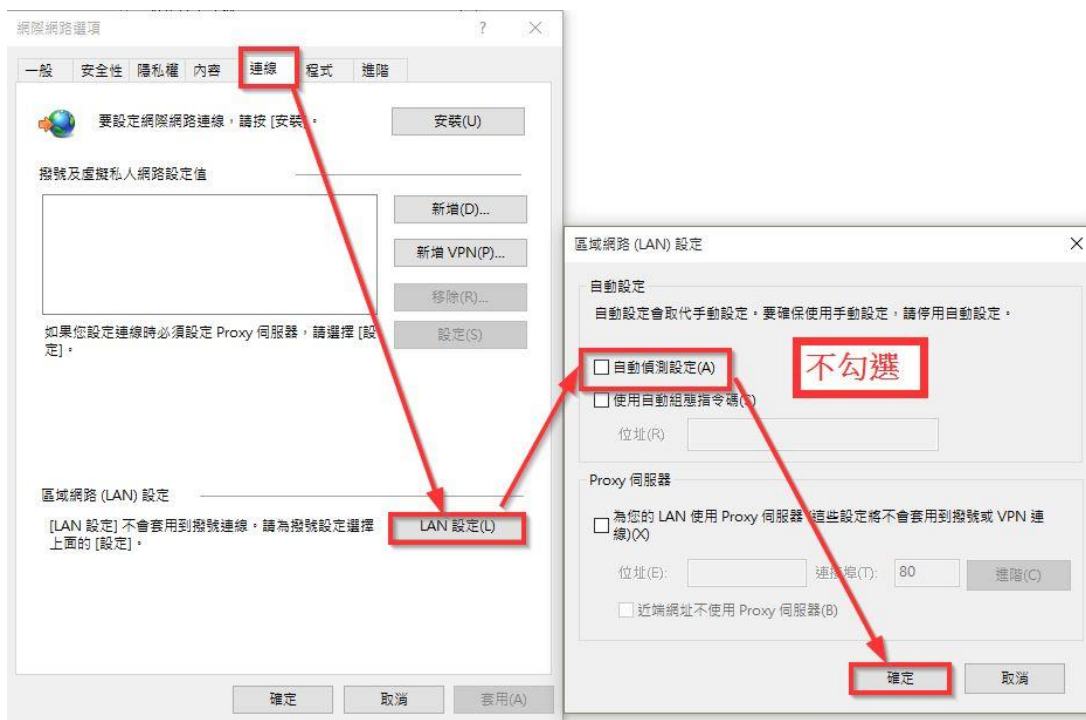 網際網路選項
?
一般 安全性 隱私權 內容 連線 程式 進階
要設定網際網路連線，請按 [安裝]。
安裝(U)
撥號及虛擬私人網路設定值
新增(D)...
新增 VPN(P)...
移除(R)...
設定(S)
如果您設定連線時必須設定 Proxy 伺服器，請選擇 [設
定]。
區域網路 (LAN) 設定
[LAN 設定] 不會套用到撥號連線。請為撥號設定選擇
上面的 [設定]。
LAN 設定(L)
確定 取消 套用(A)
區域網路 (LAN) 設定
自動設定
自動設定會取代手動設定。要確保使用手動設定，請停用自動設定。
自動偵測設定(A)
不勾選
使用自動組態指令碼(S)
位址(R)
Proxy 伺服器
為您的 LAN 使用 Proxy 伺服器 (這些設定將不會套用到撥號或 VPN 連
線)(X)
位址(E): 連接埠(T): 80 進階(C)
近端網址不使用 Proxy 伺服器(B)
確定 取消